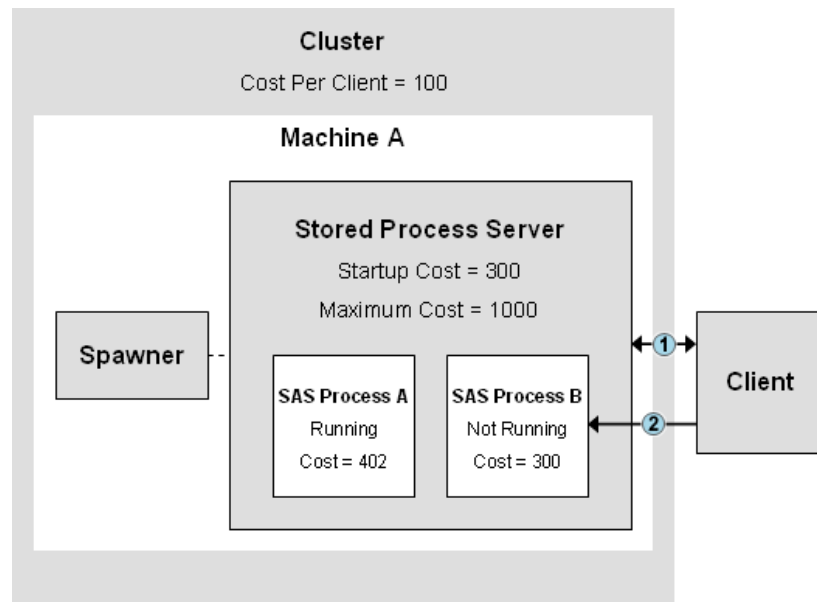 Cluster
Cost Per Client = 100
Machine A
Stored Process Server
Startup Cost = 300
Maximum Cost = 1000
Spawner
SAS Process A
Running
Cost = 402
SAS Process B
Not Running
Cost = 300
1
2
Client